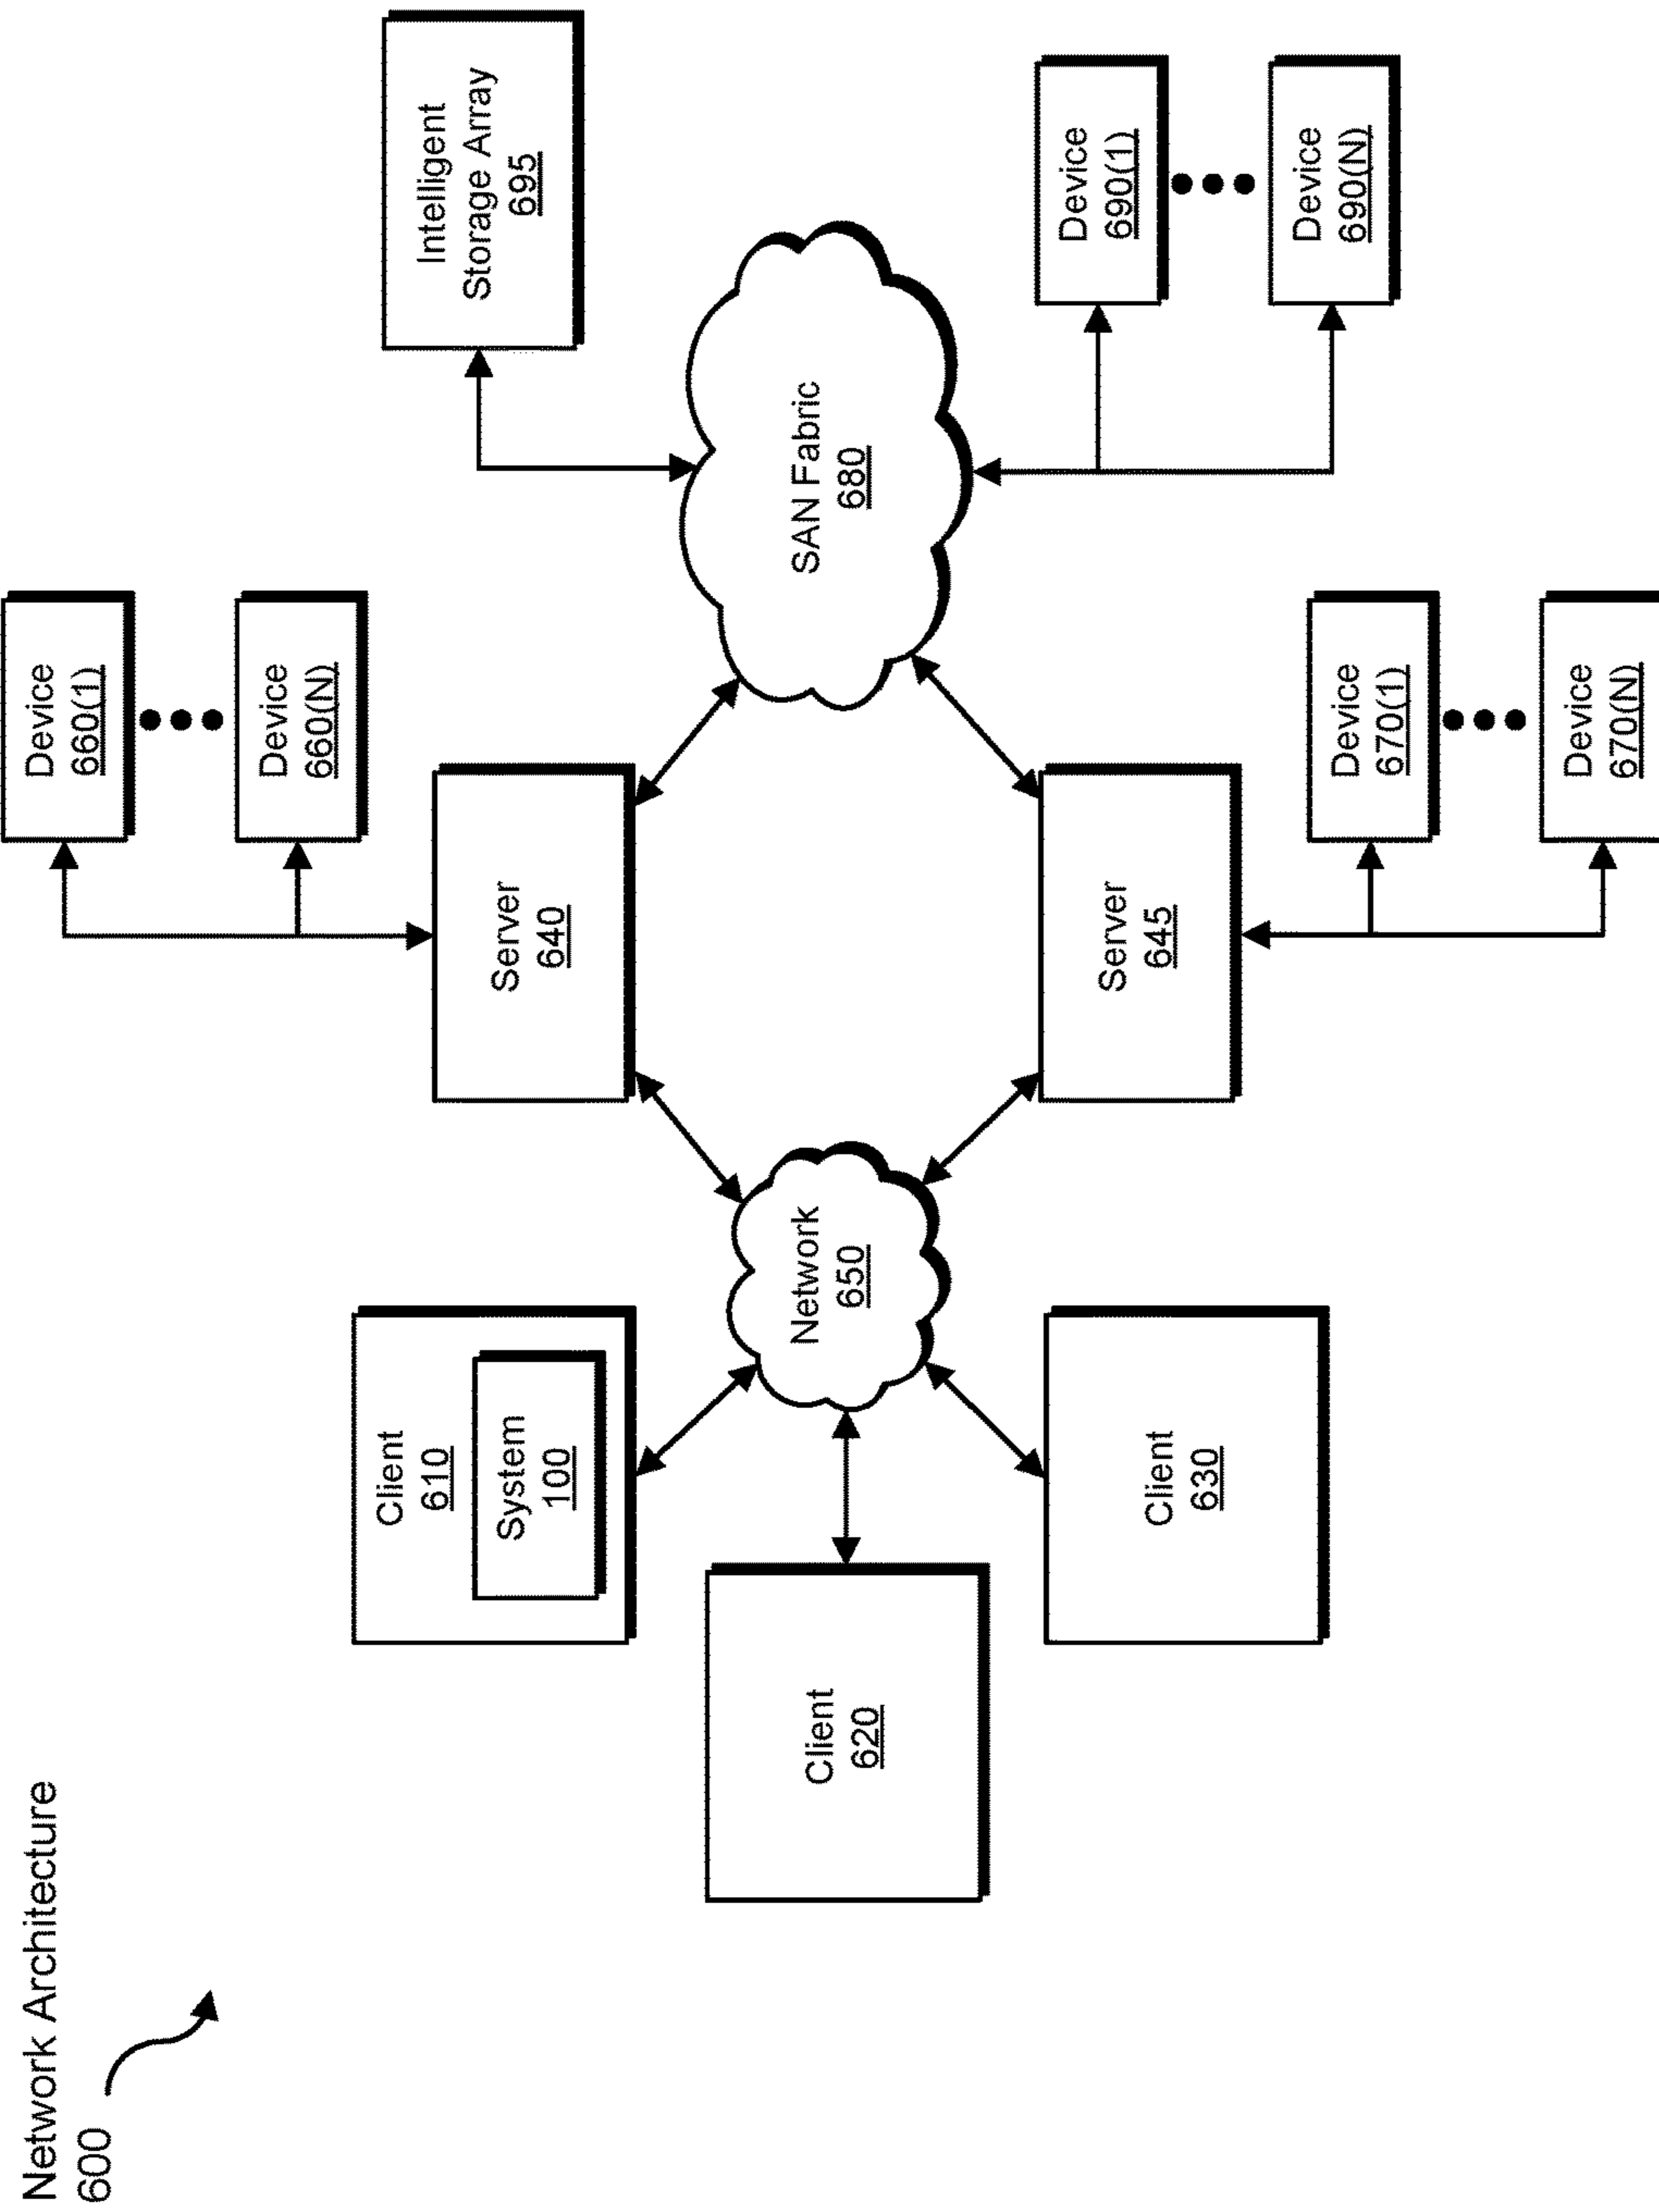 Network Architecture
600
Client
610
System
100
Client
620
Client
630
Network
650
Server
640
Server
645
Device
660(1)
Device
660(N)
Device
670(1)
Device
670(N)
SAN Fabric
680
Intelligent
Storage Array
695
Device
690(1)
Device
690(N)